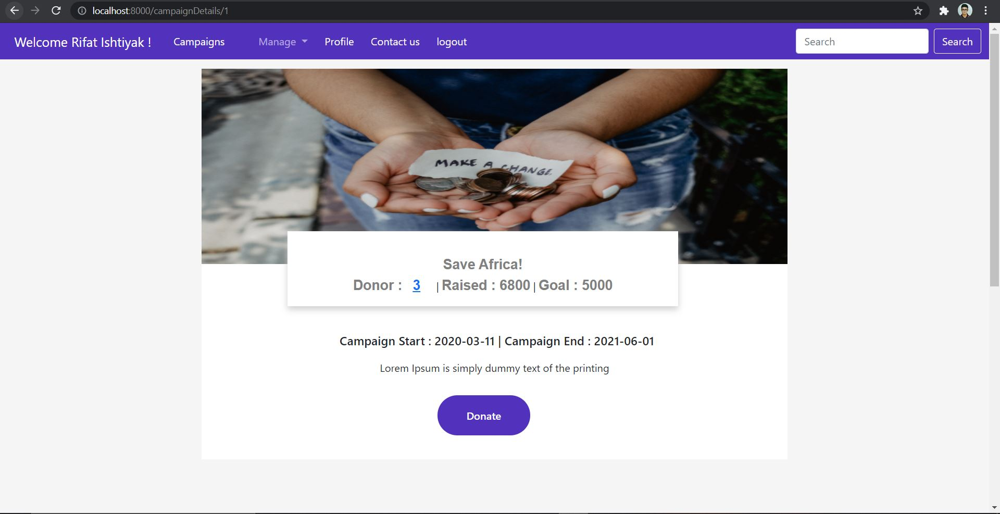 localhost:8000/campaignDetails/1
Welcome Rifat Ishtiyak ! Campaigns Manage Profile Contact us logout Search Search
MAKE A CHANGE
Save Africa!
Donor : 3 | Raised : 6800 | Goal : 5000
Campaign Start : 2020-03-11 | Campaign End : 2021-06-01
Lorem Ipsum is simply dummy text of the printing
Donate